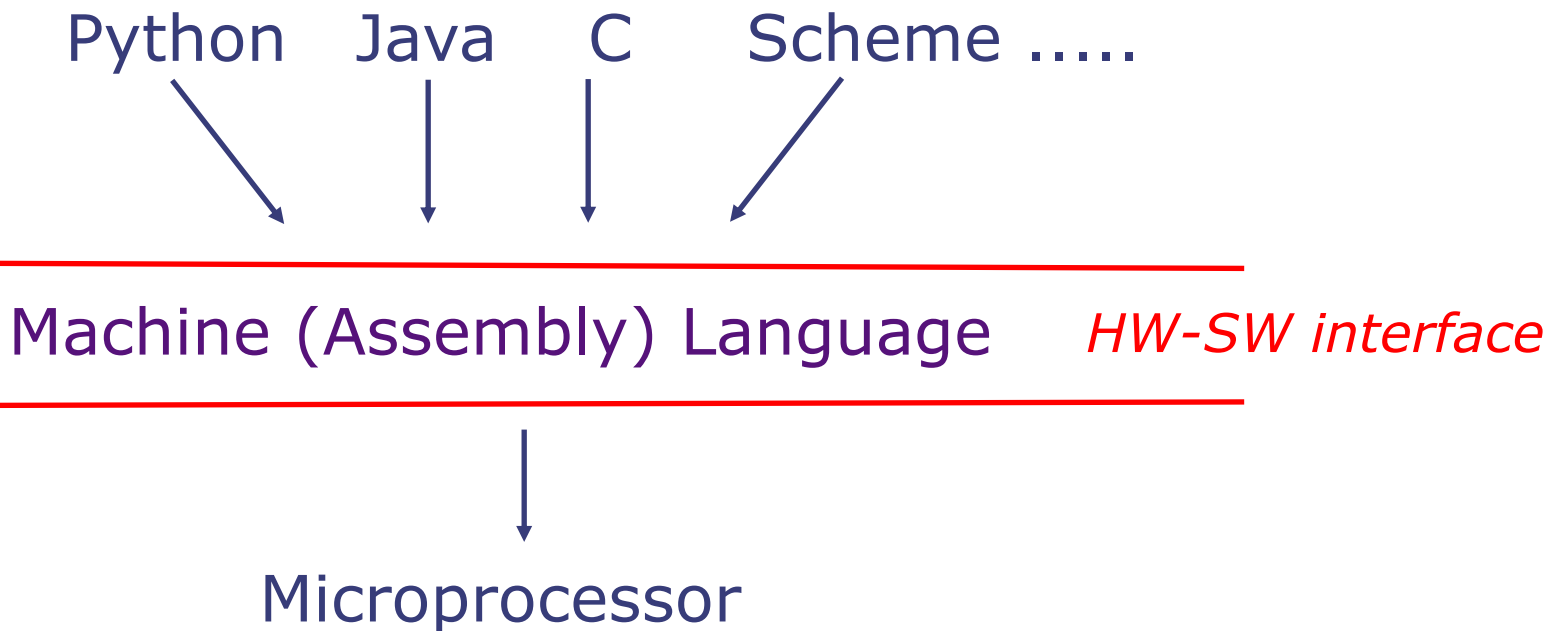 Python Java C Scheme .....
Machine (Assembly) Language HW-SW interface
Microprocessor